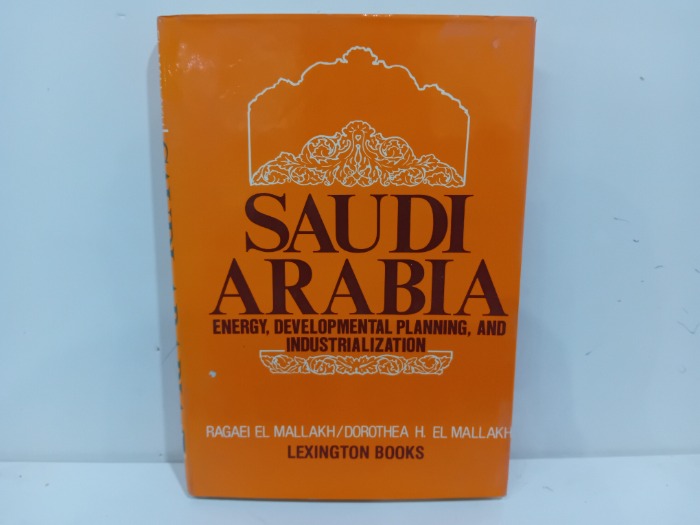 SAUDI
ARABIA
ENERGY, DEVELOPMENTAL PLANNING, AND
INDUSTRIALIZATION
RAGAEI EL MALLAKH/DOROTHEA H. EL MALLAKH
LEXINGTON BOOKS